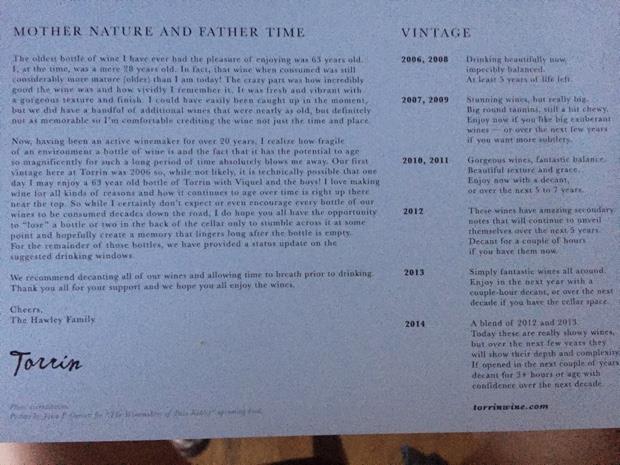 MOTHER NATURE AND FATHER TIME
The oldest bottle of wine I have ever had the pleasure of enjoying was 63 years old.
I, at the time, was a mere 28 years old. In fact, that wine when consumed was still
considerably more mature (older) than I am today! The crazy part was how incredibly
good the wine was and how vividly I remember it. It was fresh and vibrant with
a gorgeous texture and finish. I could have easily been caught up in the moment,
but we did have a handful of additional wines that were nearly as old, but definitely
not as memorable so I'm comfortable crediting the wine not just the time and place.
Now, having been an active winemaker for over 20 years, I realize how fragile
of an environment a bottle of wine is and the fact that it has the potential to age
so magnificently for such a long period of time absolutely blows me away. Our first
vintage here at Torrin was 2006 so, while not likely, it is technically possible that one
day I may enjoy a 63 year old bottle of Torrin with Viquel and the boys! I love making
wine for all kinds of reasons and how it continues to age over time is right up there
near the top. So while I certainly don't expect or even encourage every bottle of our
wines to be consumed decades down the road, I do hope you all have the opportunity
to "lose" a bottle or two in the back of the cellar only to stumble across it at some
point and hopefully create a memory that lingers long after the bottle is empty.
For the remainder of those bottles, we have provided a status update on the
suggested drinking windows.
We recommend decanting all of our wines and allowing time to breath prior to drinking.
Thank you all for your support and we hope you all enjoy the wines.
Cheers,
The Hawley Family
Torrin
VINTAGE
2006, 2008 Drinking beautifully now,
impecibly balanced.
At least 5 years of life left.
2007, 2009 Stunning wines, but really big.
Big round tannins, still a bit chewy.
Enjoy now if you like big exuberant
wines — or over the next few years
if you want more subtlety.
2010, 2011 Gorgeous wines, fantastic balance.
Beautiful texture and grace.
Enjoy now with a decant,
or over the next 5 to 7 years.
2012 These wines have amazing secondary
notes that will continue to unveil
themselves over the next 5 years.
Decant for a couple of hours
if you have them now.
2013 Simply fantastic wines all around.
Enjoy in the next year with a
couple-hour decant, or over the next
decade if you have the cellar space.
2014 A blend of 2012 and 2013.
Today these are really showy wines,
but over the next few years they
will show their depth and complexity.
If opened in the next couple of years
decant for 3+ hours or age with
confidence over the next decade.
torrinwine.com